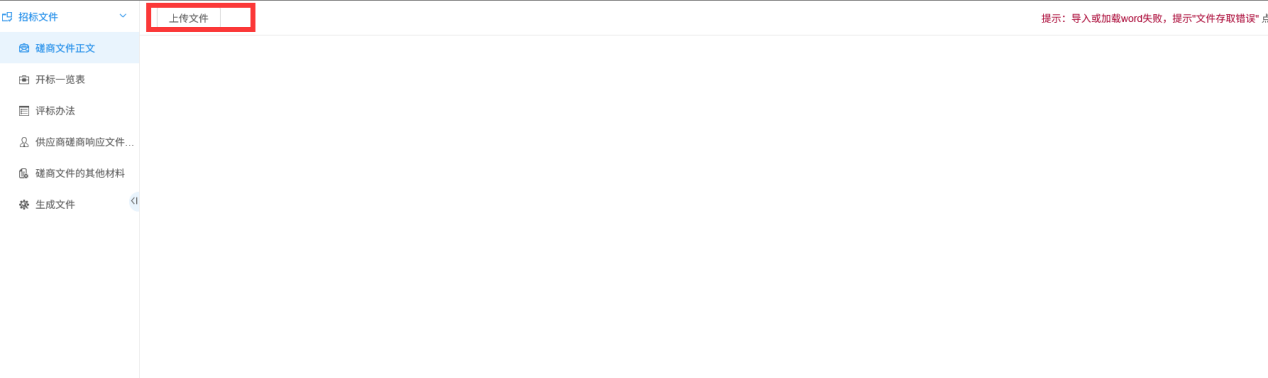 招标文件
上传文件
提示：导入或加载word失败，提示"文件存取错误" 点
磋商文件正文
开标一览表
评标办法
供应商磋商响应文件...
磋商文件的其他材料
生成文件